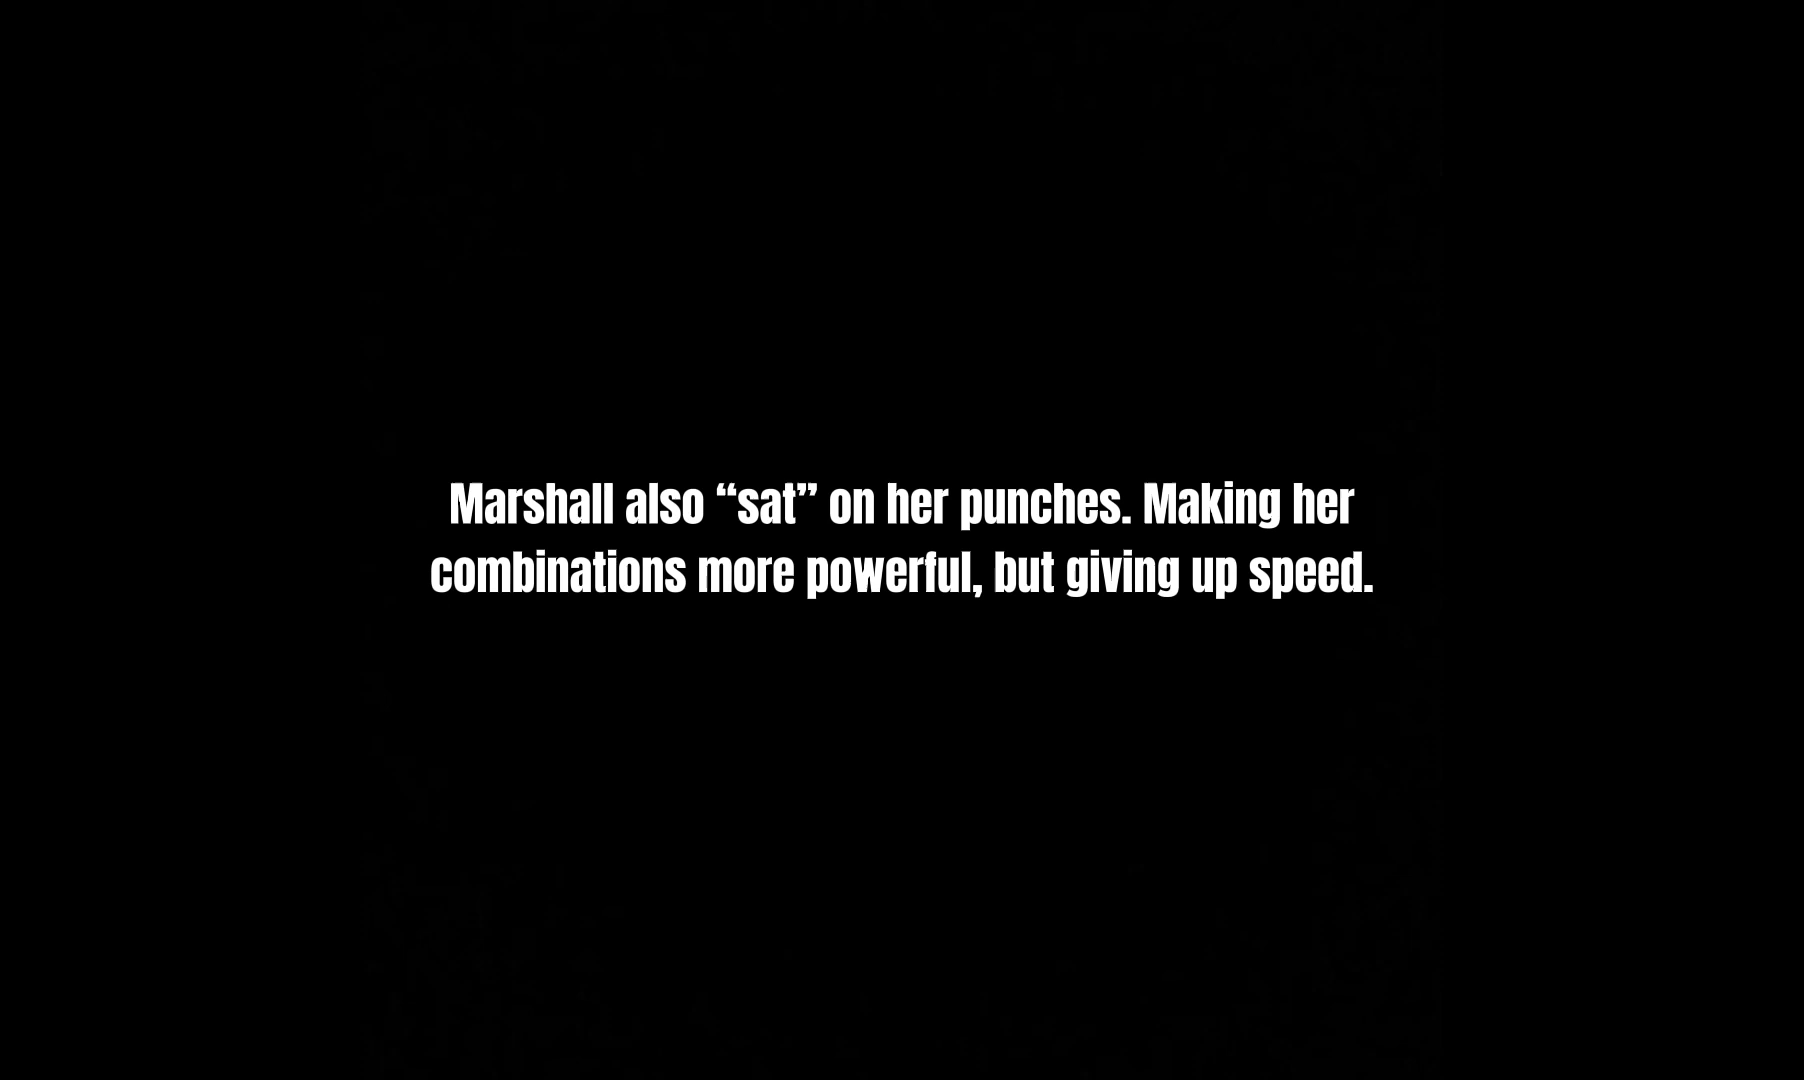 Marshall also “sat” on her punches. Making her
combinations more powerful, but giving up speed.